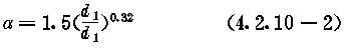 α = 1.5(d₁/d₁)^0.32 (4.2.10−2)